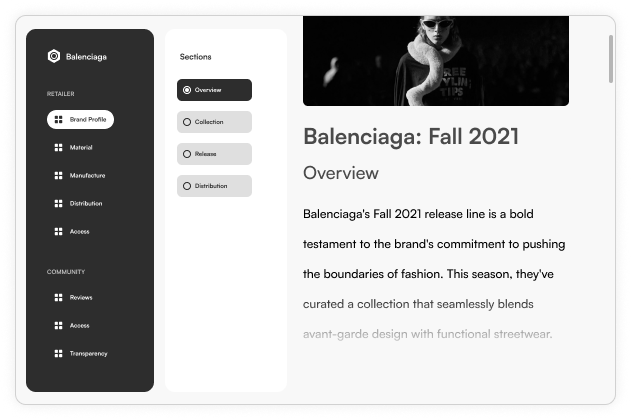 Balenciaga
RETAILER
Brand Profile
Material
Manufacture
Distribution
Access
COMMUNITY
Reviews
Access
Transparency
Sections
Overview
Collection
Release
Distribution
TIPS
Balenciaga: Fall 2021
Overview
Balenciaga's Fall 2021 release line is a bold
testament to the brand's commitment to pushing
the boundaries of fashion. This season, they've
curated a collection that seamlessly blends
avant-garde design with functional streetwear.